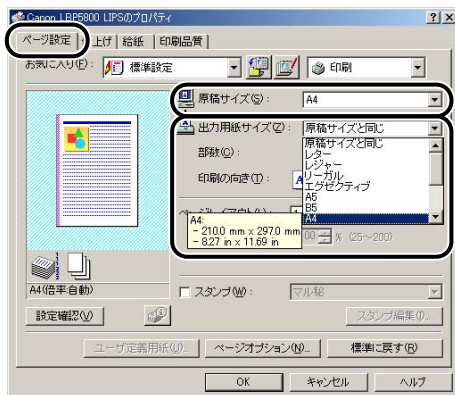 Canon LBP5800 LIPSのプロパティ
ページ設定 上げ 給紙 印刷品質
お気に入り(F): 標準設定 印刷
原稿サイズ(S): A4
出力用紙サイズ(Z): 原稿サイズと同じ
原稿サイズと同じ
部数(C): レター
レジャー
印刷の向き(T): A リーガル
エグゼクティブ
A5
B5
A4
A4:
- 210.0 mm x 297.0 mm
- 8.27 in x 11.69 in
00 % (25~200)
A4(倍率:自動)
スタンプ(W): マル秘
設定確認(V) スタンプ編集(I)...
ユーザ定義用紙(U)... ページオプション(N)... 標準に戻す(R)
OK キャンセル ヘルプ